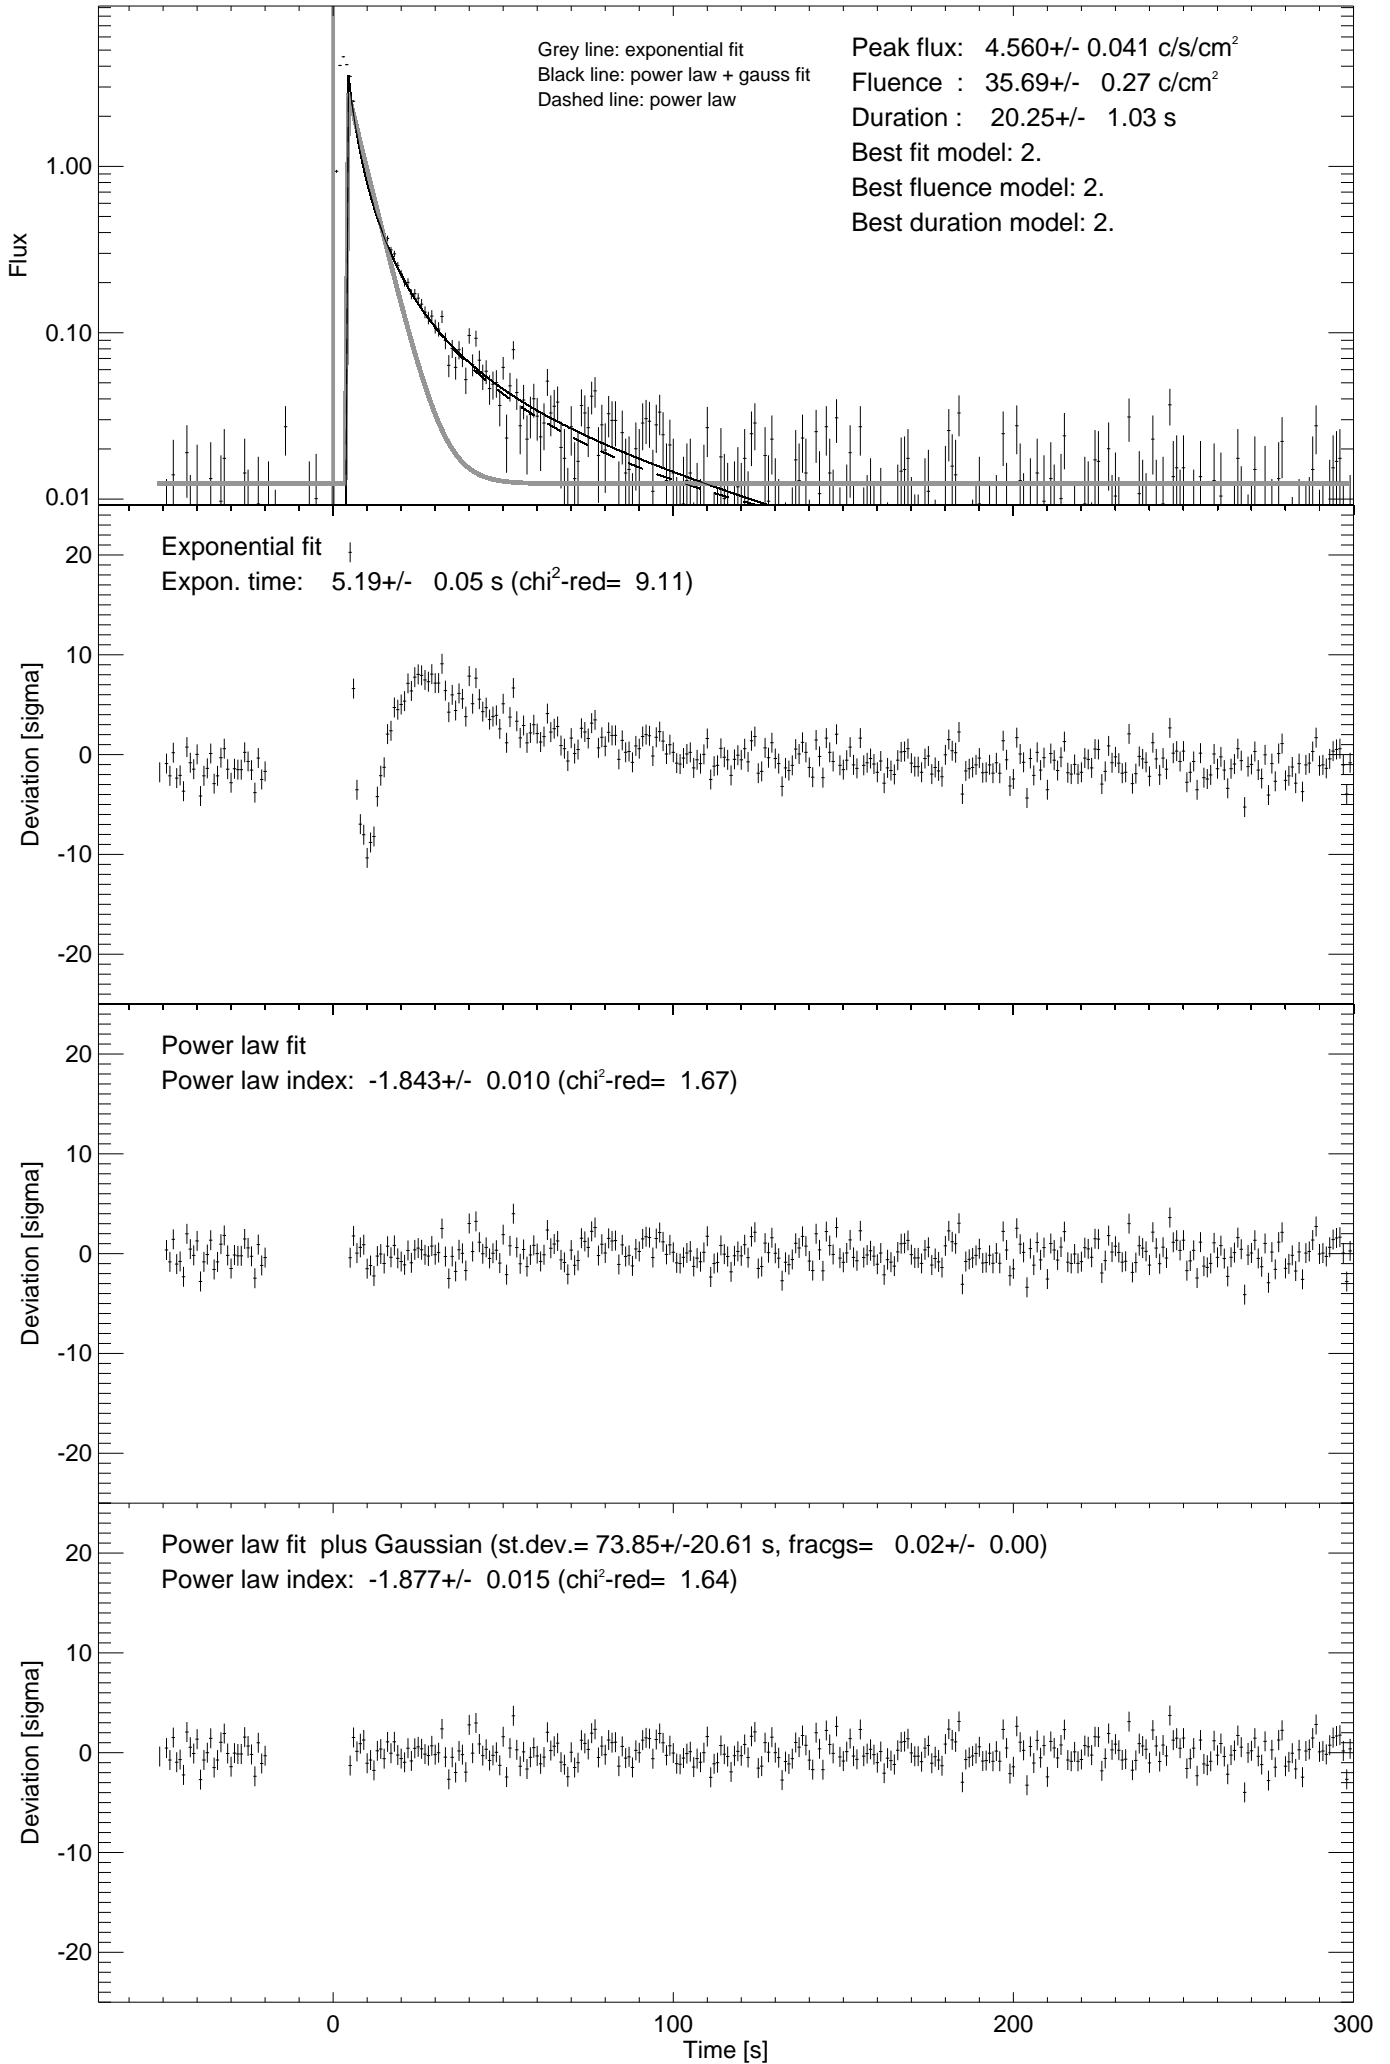 Grey line: exponential fit
Black line: power law + gauss fit
Dashed line: power law
Peak flux: 4.560+/- 0.041 c/s/cm²
Fluence : 35.69+/- 0.27 c/cm²
Duration : 20.25+/- 1.03 s
Best fit model: 2.
Best fluence model: 2.
Best duration model: 2.
Flux
1.00
0.10
0.01
Exponential fit
Expon. time: 5.19+/- 0.05 s (chi²-red= 9.11)
Deviation [sigma]
20
10
0
-10
-20
Power law fit
Power law index: -1.843+/- 0.010 (chi²-red= 1.67)
Deviation [sigma]
20
10
0
-10
-20
Power law fit plus Gaussian (st.dev.= 73.85+/-20.61 s, fracgs= 0.02+/- 0.00)
Power law index: -1.877+/- 0.015 (chi²-red= 1.64)
Deviation [sigma]
20
10
0
-10
-20
0 100 200 300
Time [s]